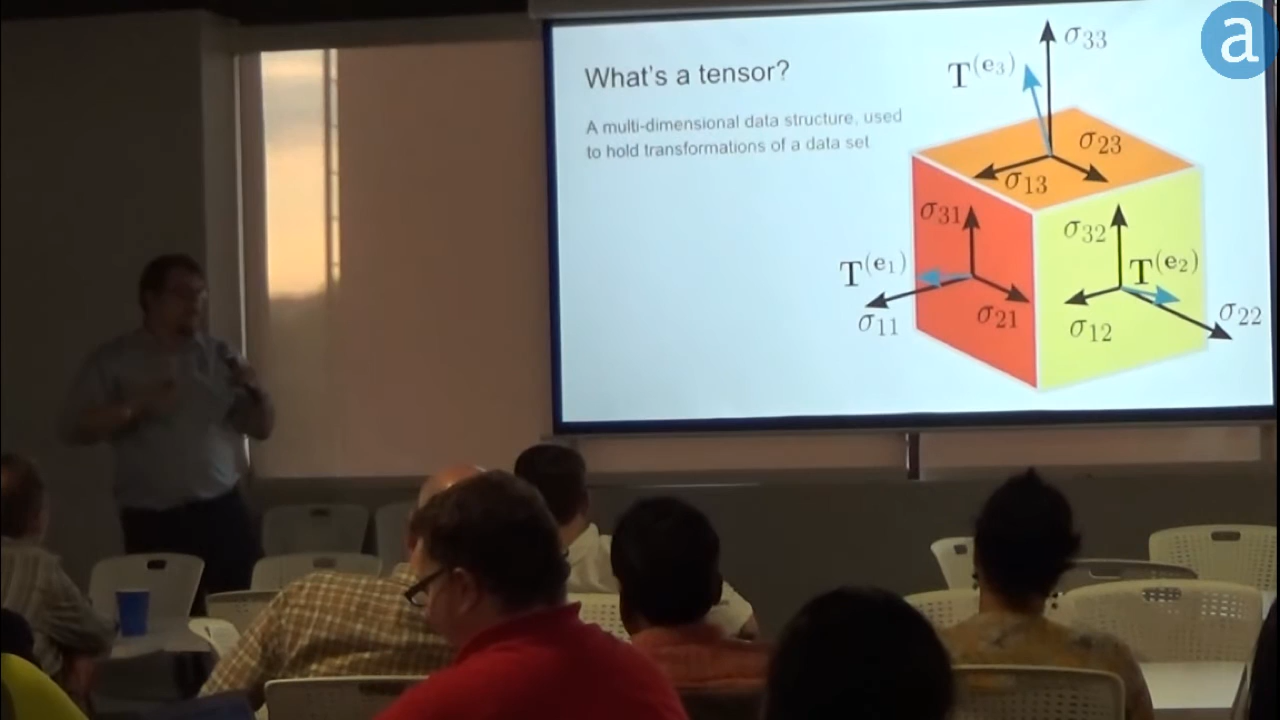 a
What's a tensor?
A multi-dimensional data structure, used
to hold transformations of a data set
σ33
T(e3)
σ23
σ13
σ31
σ32
T(e1)
T(e2)
σ11
σ21
σ12
σ22